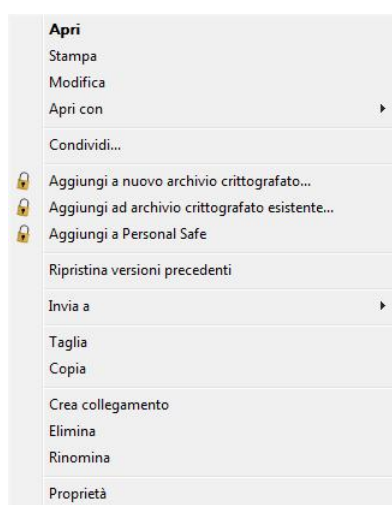 Apri
Stampa
Modifica
Apri con
Condividi...
Aggiungi a nuovo archivio crittografato...
Aggiungi ad archivio crittografato esistente...
Aggiungi a Personal Safe
Ripristina versioni precedenti
Invia a
Taglia
Copia
Crea collegamento
Elimina
Rinomina
Proprietà